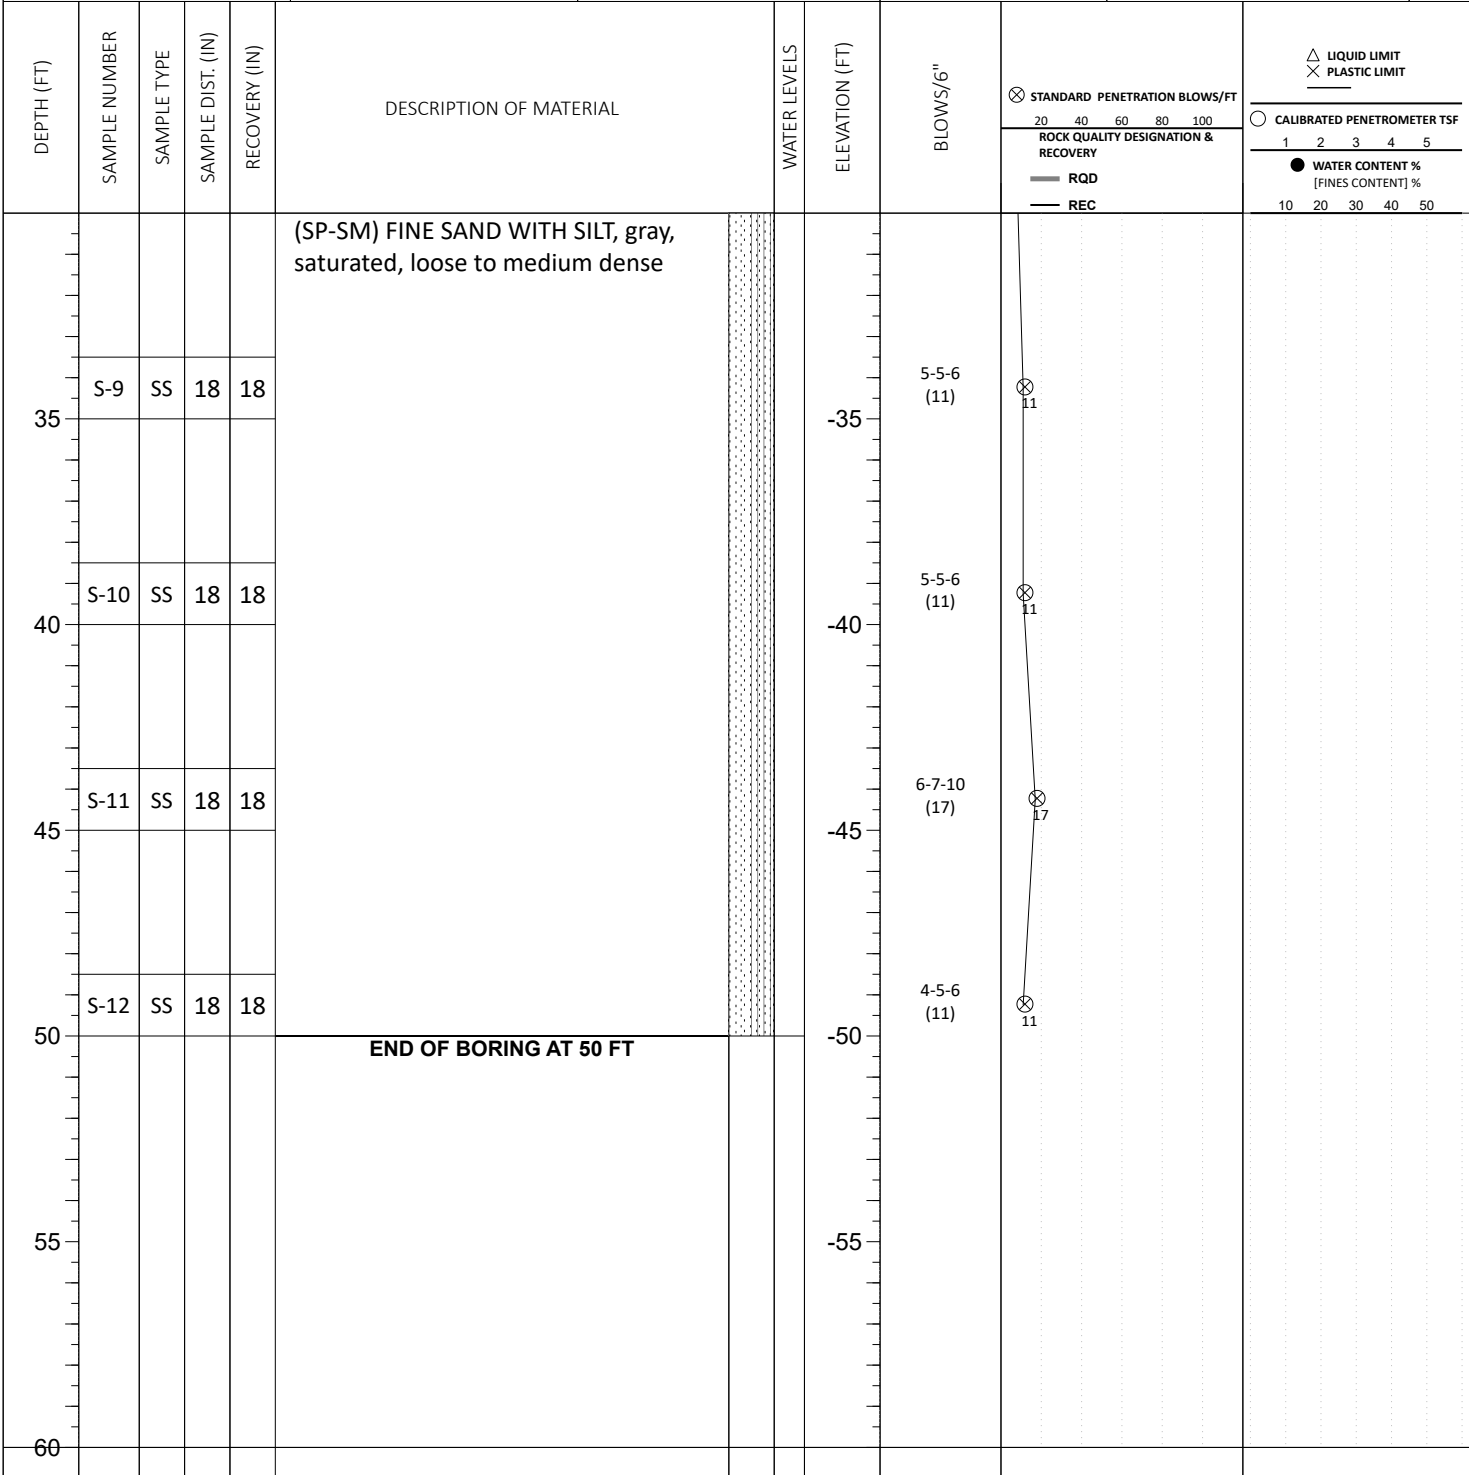 DEPTH (FT)
SAMPLE NUMBER
SAMPLE TYPE
SAMPLE DIST. (IN)
RECOVERY (IN)
DESCRIPTION OF MATERIAL
WATER LEVELS
ELEVATION (FT)
BLOWS/6"
STANDARD PENETRATION BLOWS/FT
20 40 60 80 100
ROCK QUALITY DESIGNATION &
RECOVERY
RQD
REC
LIQUID LIMIT
PLASTIC LIMIT
CALIBRATED PENETROMETER TSF
1 2 3 4 5
WATER CONTENT %
[FINES CONTENT] %
10 20 30 40 50
(SP-SM) FINE SAND WITH SILT, gray,
saturated, loose to medium dense
S-9 SS 18 18
5-5-6
(11)
11
35 -35
S-10 SS 18 18
5-5-6
(11)
11
40 -40
S-11 SS 18 18
6-7-10
(17)
17
45 -45
S-12 SS 18 18
4-5-6
(11)
11
50 -50
END OF BORING AT 50 FT
55 -55
60